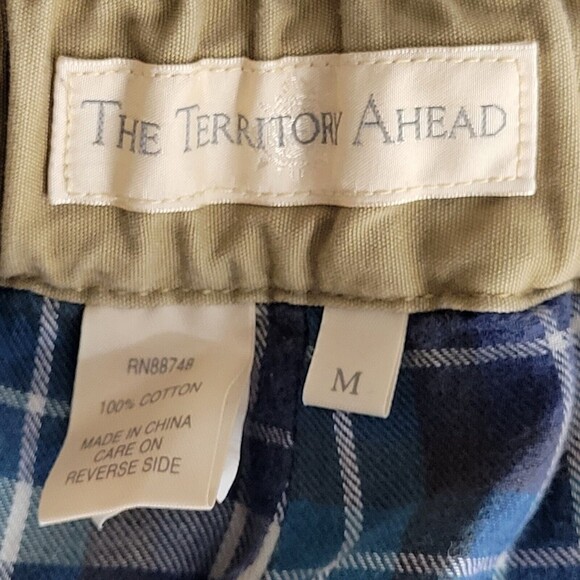 THE TERRITORY AHEAD
RN88748
100% COTTON
MADE IN CHINA
CARE ON
REVERSE SIDE
M